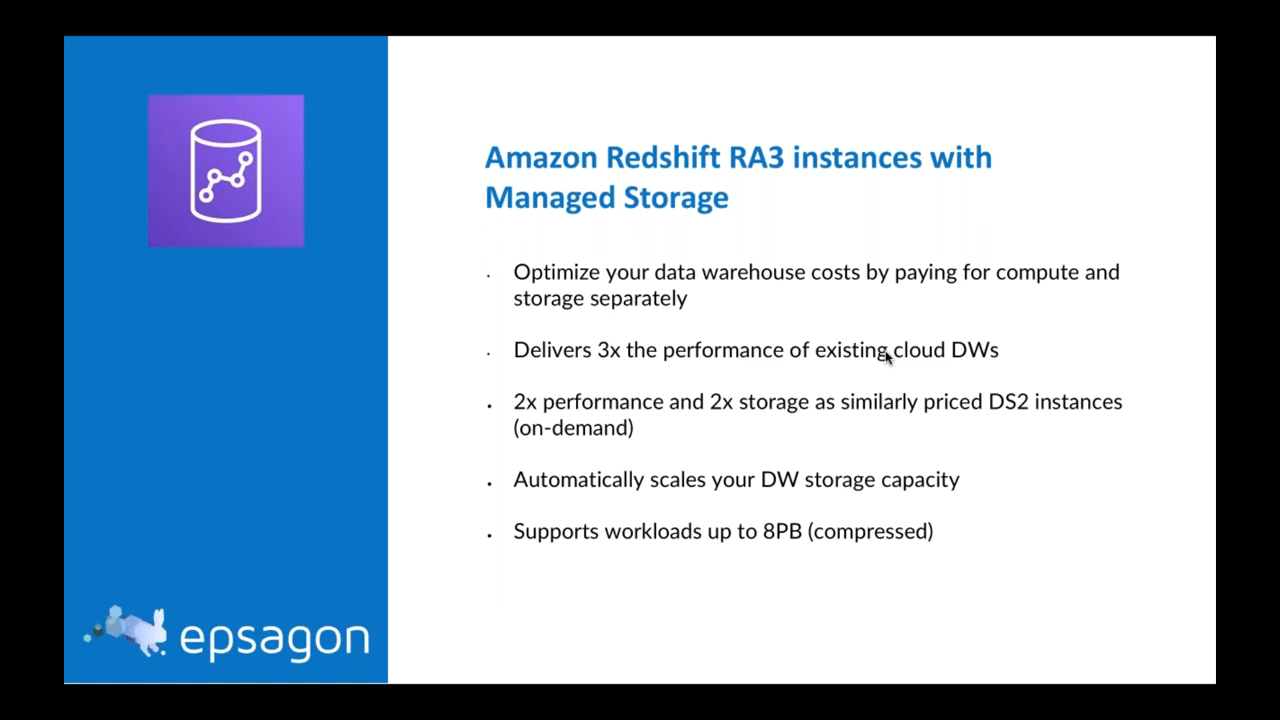 Amazon Redshift RA3 instances with
Managed Storage
· Optimize your data warehouse costs by paying for compute and
storage separately
· Delivers 3x the performance of existing cloud DWs
· 2x performance and 2x storage as similarly priced DS2 instances
(on-demand)
· Automatically scales your DW storage capacity
· Supports workloads up to 8PB (compressed)
epsagon